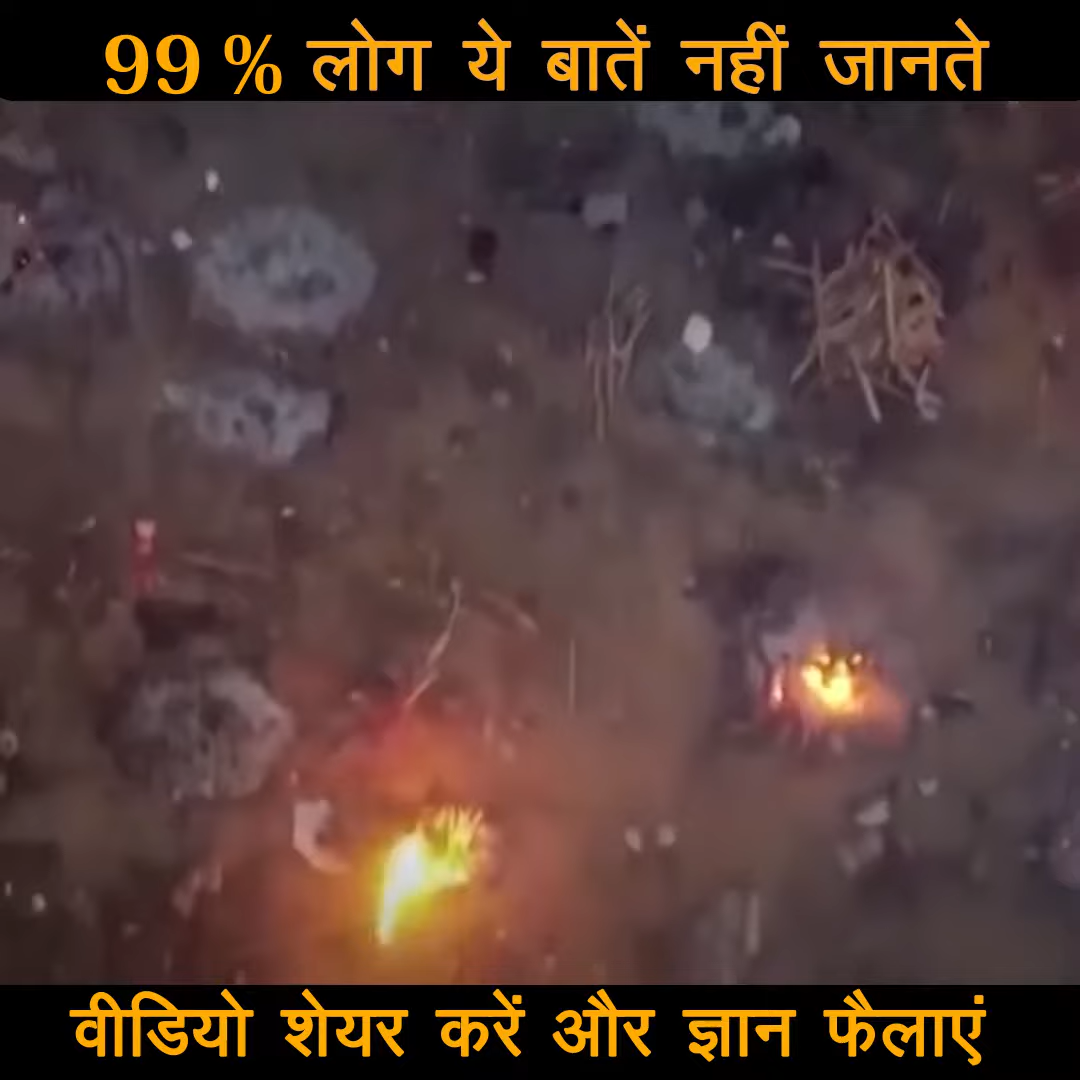 99 % लोग ये बातें नहीं जानते
वीडियो शेयर करें और ज्ञान फैलाएं